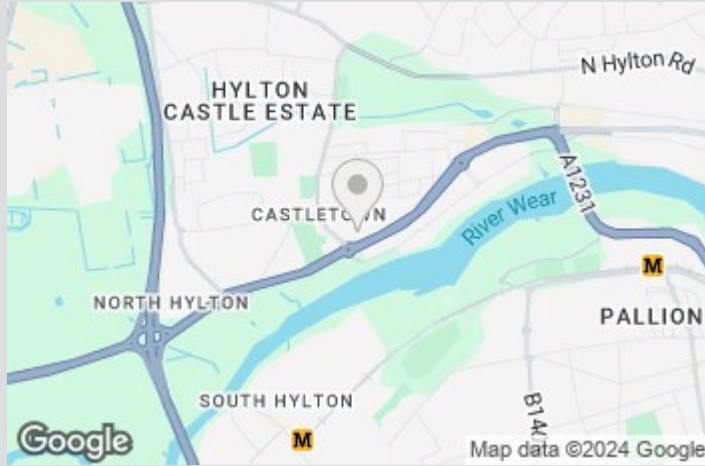 N Hylton Rd
HYLTON
CASTLE ESTATE
A1231
CASTLETOWN
River Wear
M
NORTH HYLTON
PALLION
SOUTH HYLTON
M
Google
Map data ©2024 Google